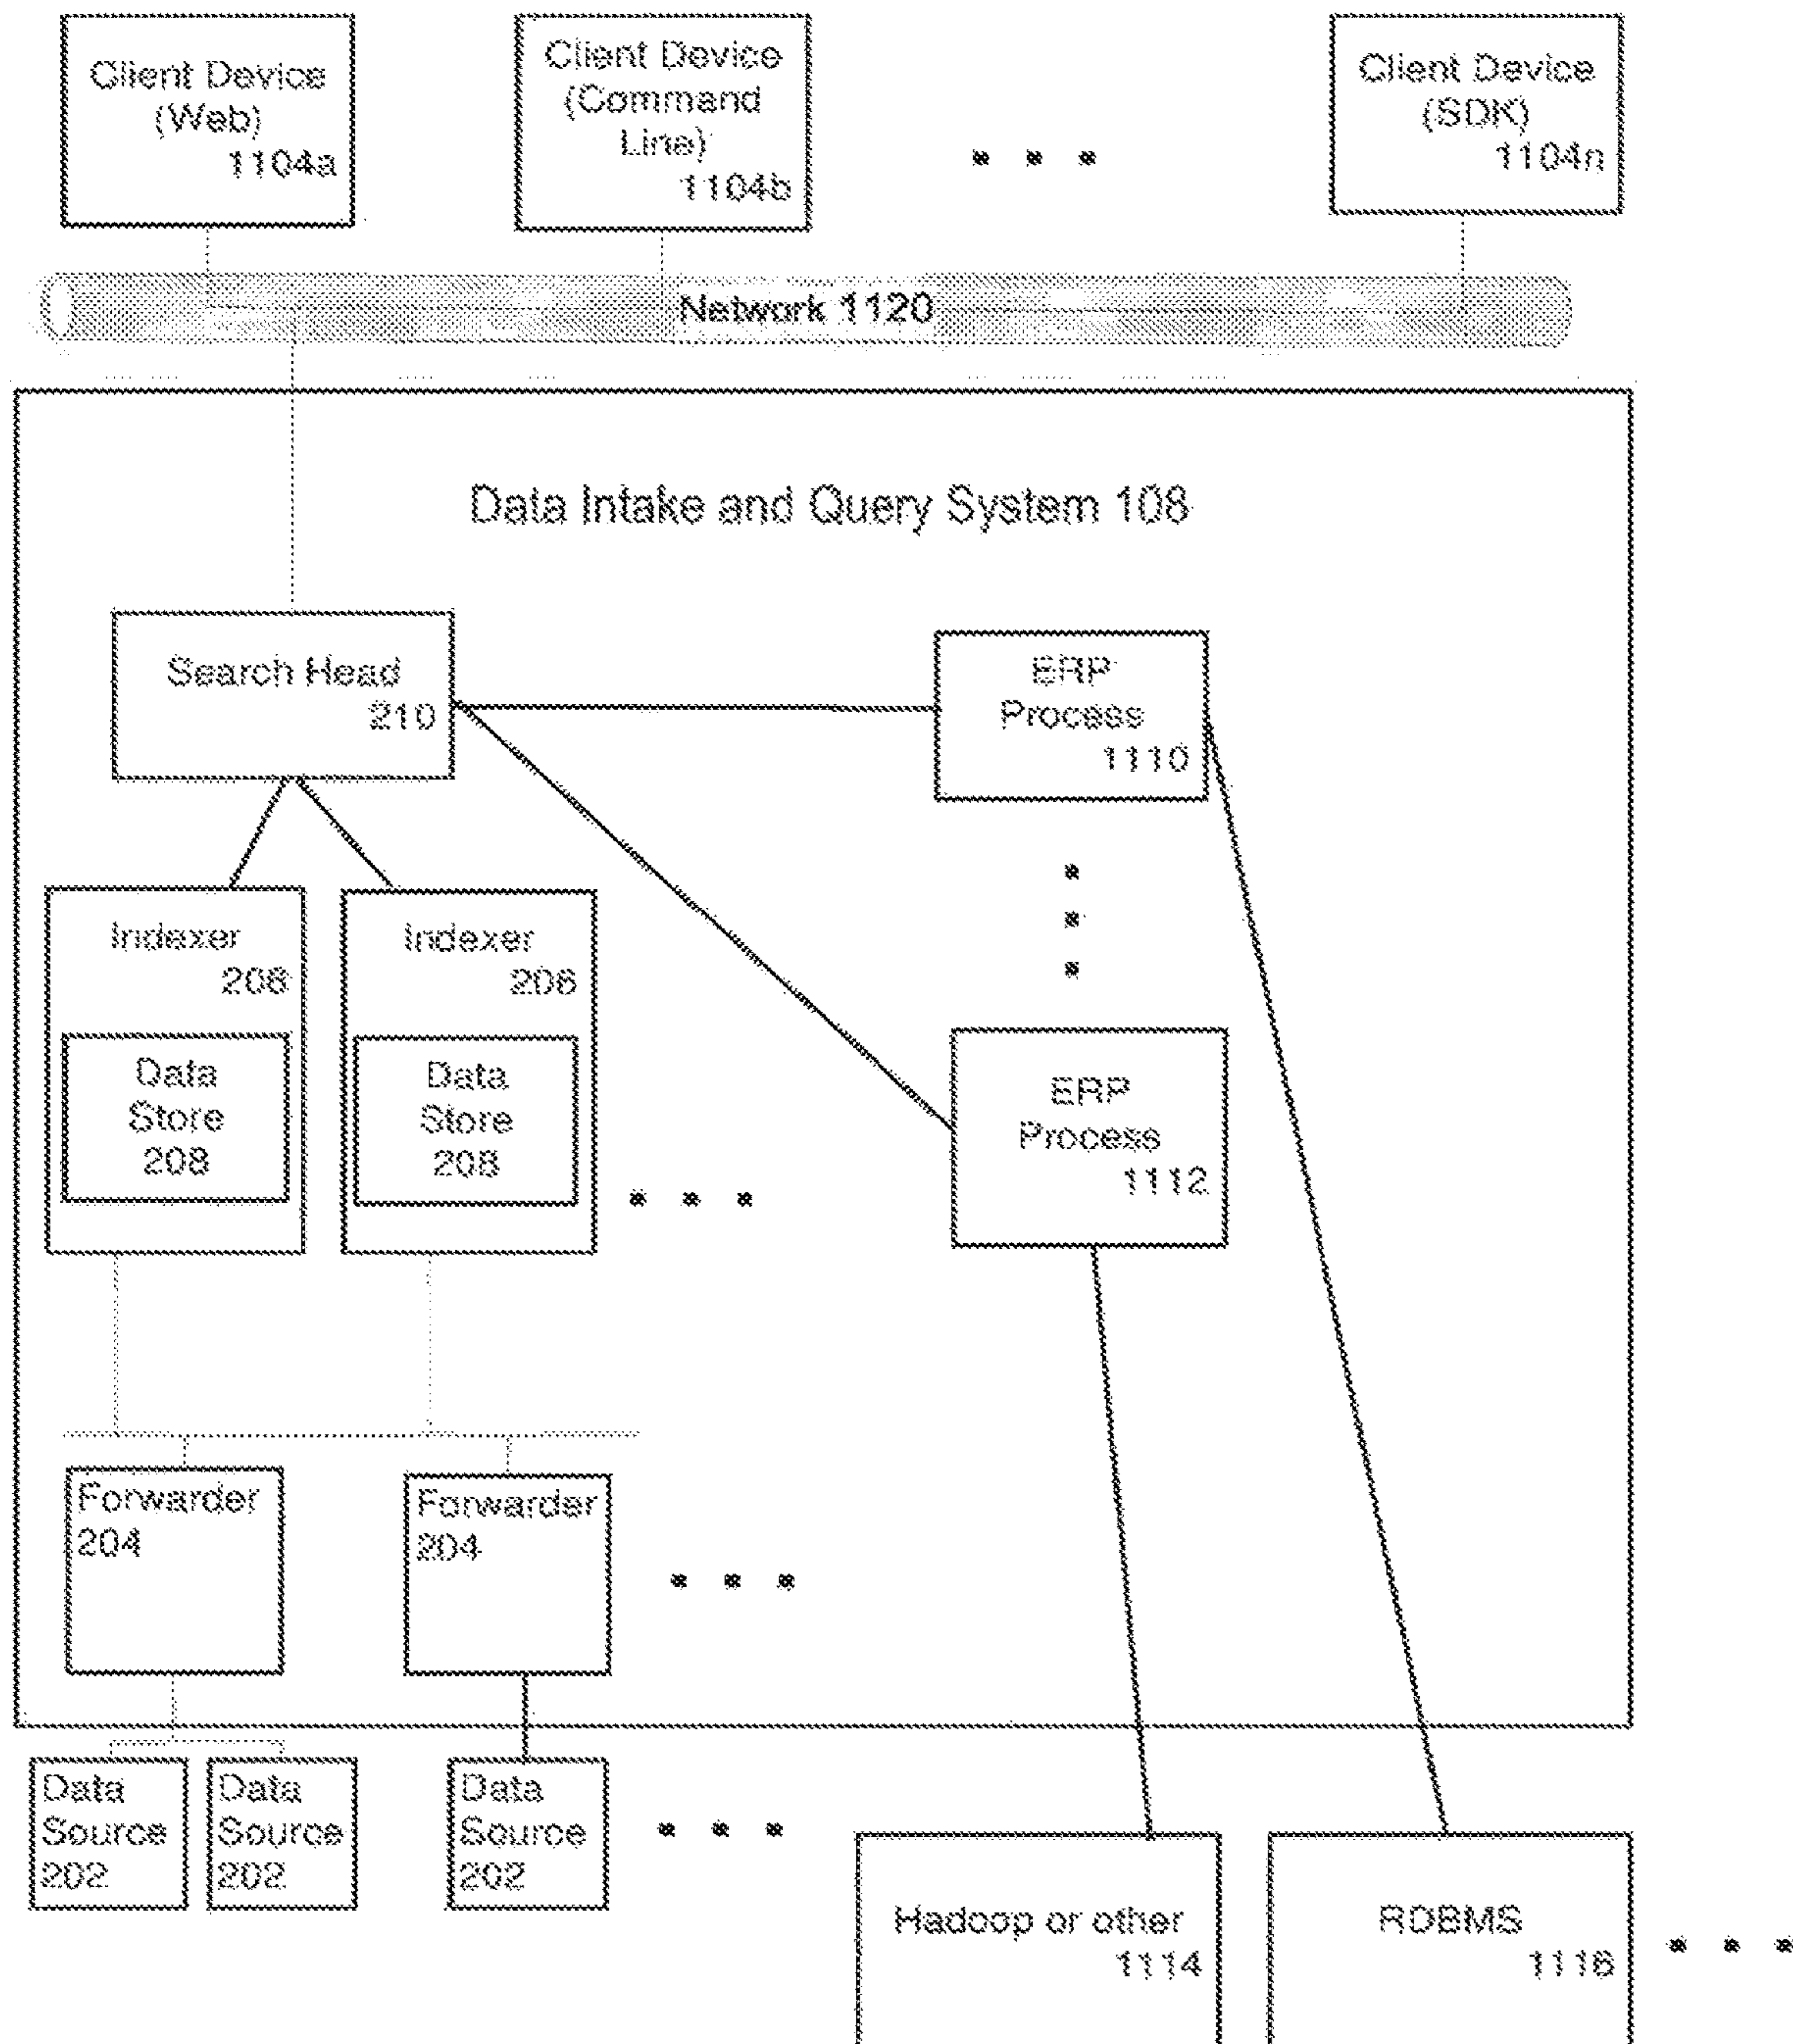 Client Device
(Web)
1104a
Client Device
(Command
Line)
1104b
Client Device
(SDK)
1104n
Network 1120
Data Intake and Query System 108
Search Head
210
ERP
Process
1110
Indexer
206
Data
Store
208
Indexer
206
Data
Store
208
ERP
Process
1112
Forwarder
204
Forwarder
204
Data
Source
202
Data
Source
202
Data
Source
202
Hadoop or other
1114
RDBMS
1116